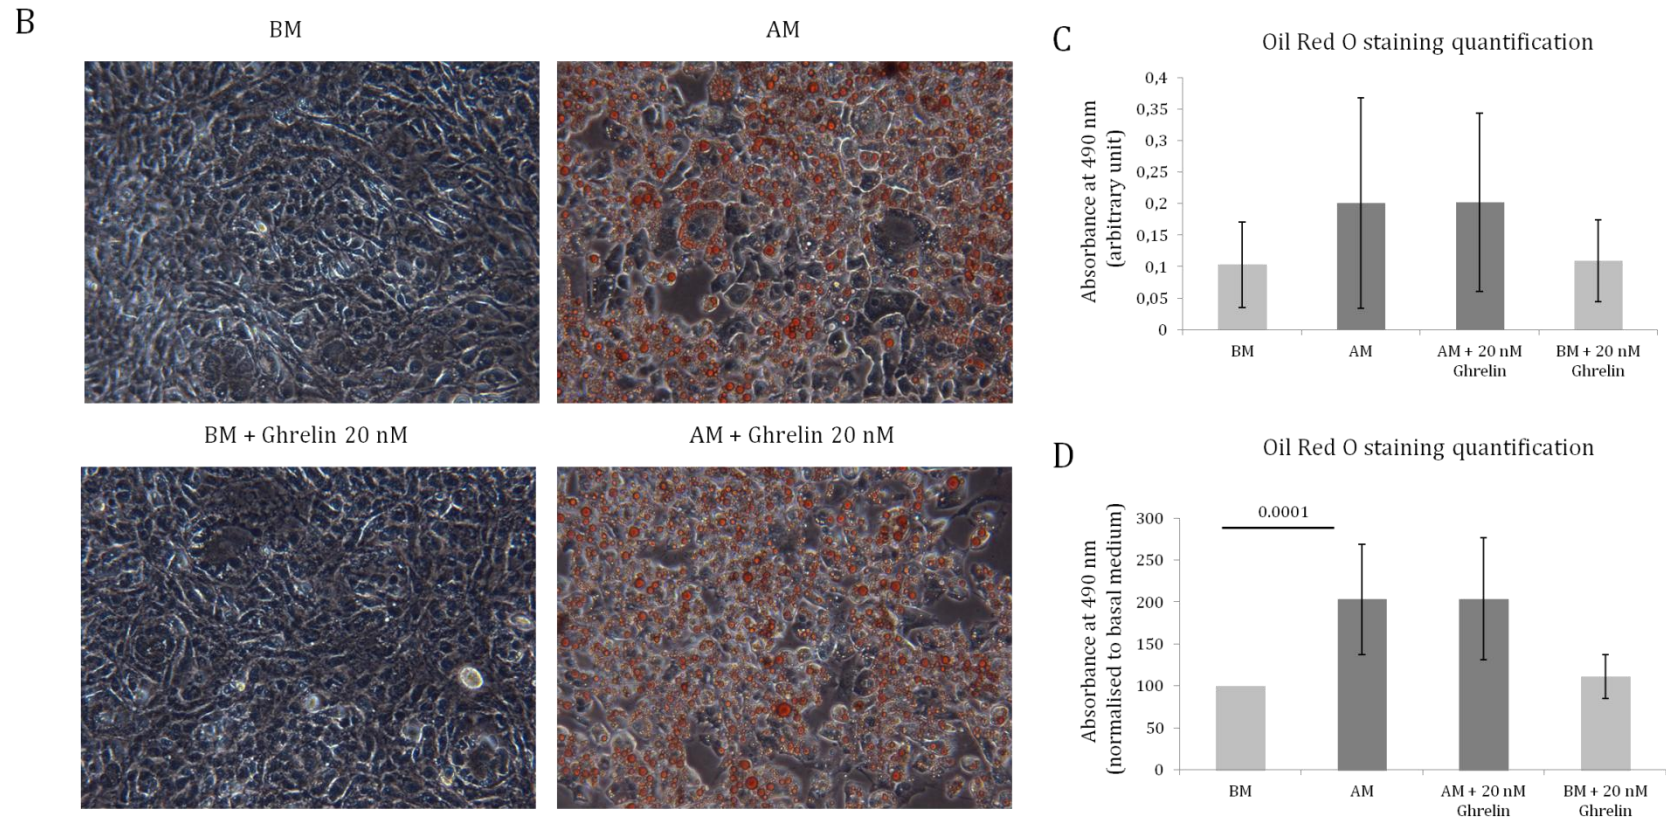 B
BM
AM
BM + Ghrelin 20 nM
AM + Ghrelin 20 nM
C
Oil Red O staining quantification
Absorbance at 490 nm
(arbitrary unit)
0,4
0,35
0,3
0,25
0,2
0,15
0,1
0,05
0
BM
AM
AM + 20 nM
Ghrelin
BM + 20 nM
Ghrelin
D
Oil Red O staining quantification
Absorbance at 490 nm
(normalised to basal medium)
0.0001
300
250
200
150
100
50
0
BM
AM
AM + 20 nM
Ghrelin
BM + 20 nM
Ghrelin